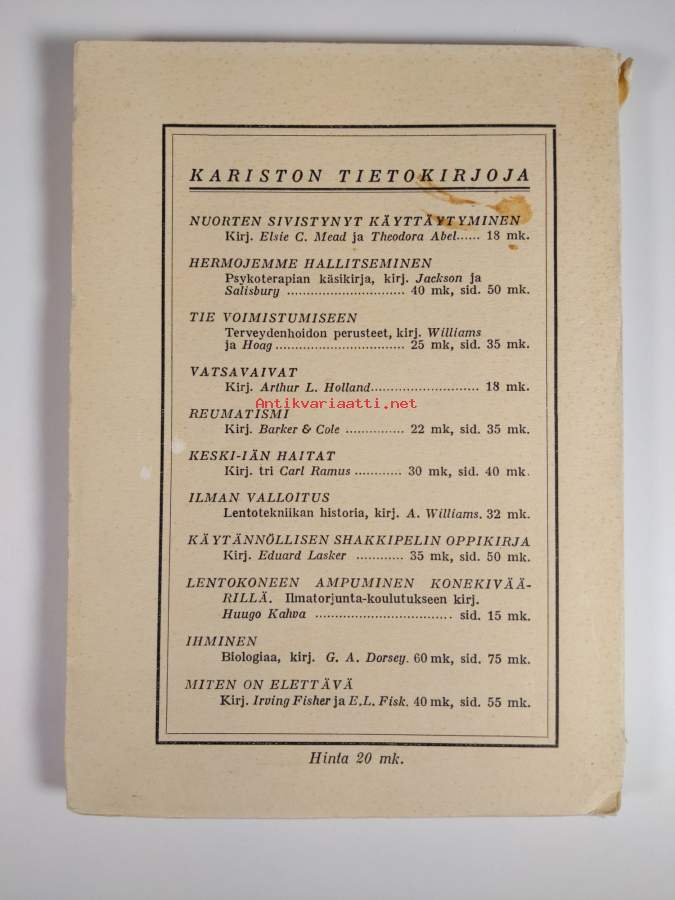 KARISTON TIETOKIRJOJA
NUORTEN SIVISTYNYT KÄYTTÄYTYMINEN
Kirj. Elsie C. Mead ja Theodora Abel...... 18 mk.
HERMOJEMME HALLITSEMINEN
Psykoterapian käsikirja, kirj. Jackson ja
Salisbury .............................. 40 mk, sid. 50 mk.
TIE VOIMISTUMISEEN
Terveydenhoidon perusteet, kirj. Williams
ja Hoag ................................. 25 mk, sid. 35 mk.
VATSAVAIVAT
Kirj. Arthur L. Holland........................... 18 mk.
Antikvariaatti.net
REUMATISMI
Kirj. Barker & Cole ............... 22 mk, sid. 35 mk.
KESKI-IÄN HAITAT
Kirj. tri Carl Ramus ............ 30 mk, sid. 40 mk.
ILMAN VALLOITUS
Lentotekniikan historia, kirj. A. Williams. 32 mk.
KÄYTÄNNÖLLISEN SHAKKIPELIN OPPIKIRJA
Kirj. Eduard Lasker ............ 35 mk, sid. 50 mk.
LENTOKONEEN AMPUMINEN KONEKIVÄÄ-
RILLÄ. Ilmatorjunta-koulutukseen kirj.
Huugo Kahva .................................. sid. 15 mk.
IHMINEN
Biologiaa, kirj. G. A. Dorsey. 60 mk, sid. 75 mk.
MITEN ON ELETTÄVÄ
Kirj. Irving Fisher ja E.L. Fisk. 40 mk, sid. 55 mk.
Hinta 20 mk.